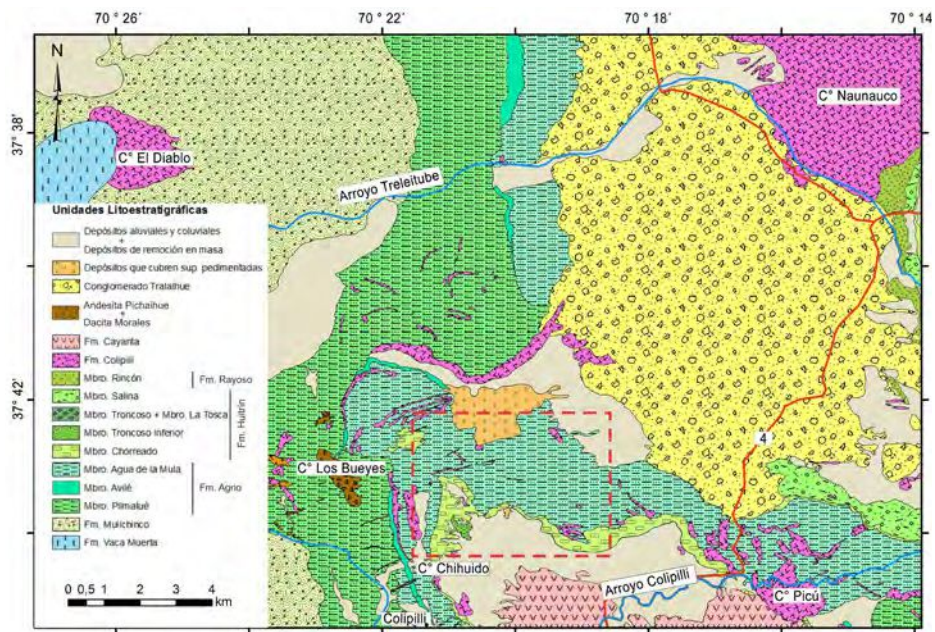 70 ° 26
70 ° 22
70 ° 18
70 ° 14
N
C° Naunauco
37° 38
C° El Diablo
Arroyo Treleitube
Unidades Litoestratigráficas
Depósitos aluviales y coluviales
+
Depósitos de remoción en masa
Depósitos que cubren sup. pedimentadas
Conglomerado Tralalhue
Andesita Pichaihue
+
Dacita Morales
Fm. Cayanta
Fm. Colipilli
Mbro. Rincón
Fm. Rayoso
Mbro. Salina
Mbro. Troncoso + Mbro. La Tosca
Mbro. Troncoso Inferior
Mbro. Chorreado
Fm. Huitrín
Mbro. Agua de la Mula
Mbro. Avilé
Fm. Agrio
Mbro. Pilmatué
Fm. Mulichinco
Fm. Vaca Muerta
0 0,5 1 2 3 4
km
37° 42
4
C° Los Bueyes
C° Chihuido
Colipilli
Arroyo Colipilli
C° Picú